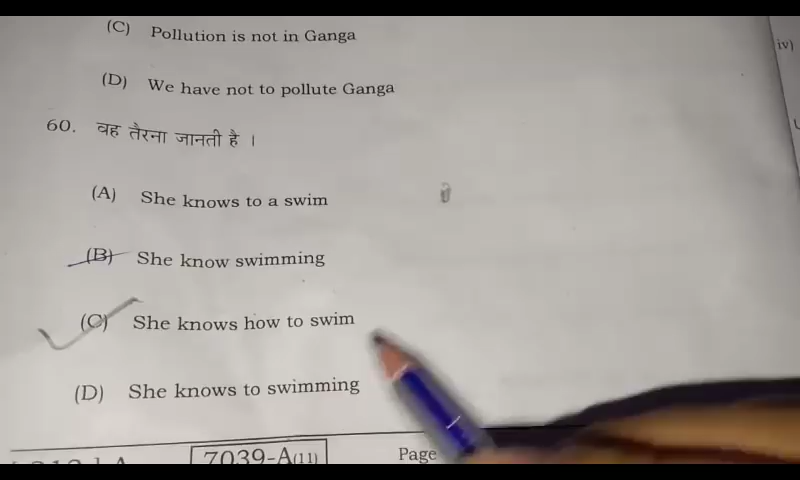 (C) Pollution is not in Ganga
iv)
(D) We have not to pollute Ganga
60. वह तैरना जानती है ।
(A) She knows to a swim
(B) She know swimming
(C) She knows how to swim
(D) She knows to swimming
7039-A(11) Page